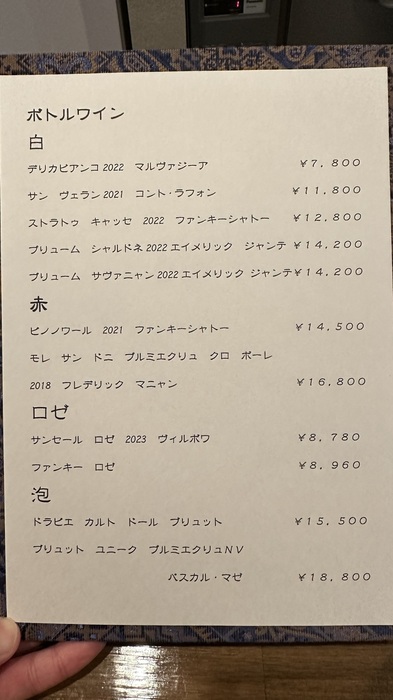 ボトルワイン
白
デリカビアンコ 2022 マルヴァジーア ￥7，800
サン ヴェラン 2021 コント・ラフォン ￥11，800
ストラトゥ キャッセ 2022 ファンキーシャトー ￥12，800
プリューム シャルドネ 2022 エイメリック ジャンテ ￥14，200
プリューム サヴァニャン 2022 エイメリック ジャンテ ￥14，200
赤
ピノノワール 2021 ファンキーシャトー ￥14，500
モレ サン ドニ プルミエクリュ クロ ボーレ
2018 フレデリック マニャン ￥16，800
ロゼ
サンセール ロゼ 2023 ヴィルボワ ￥8，780
ファンキー ロゼ ￥8，960
泡
ドラピエ カルト ドール ブリュット ￥15，500
ブリュット ユニーク プルミエクリュＮＶ
パスカル・マゼ ￥18，800